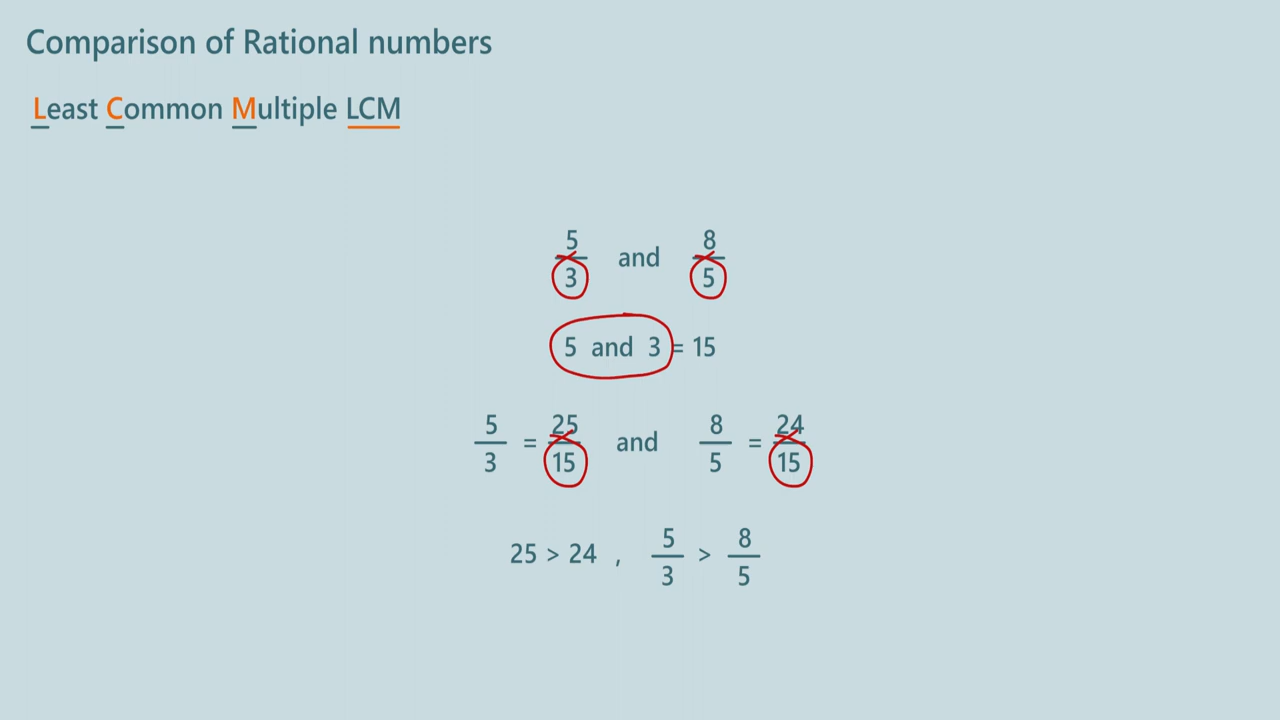 Comparison of Rational numbers
Least Common Multiple LCM
5/3 and 8/5
5 and 3 = 15
5/3 = 25/15 and 8/5 = 24/15
25 > 24 , 5/3 > 8/5